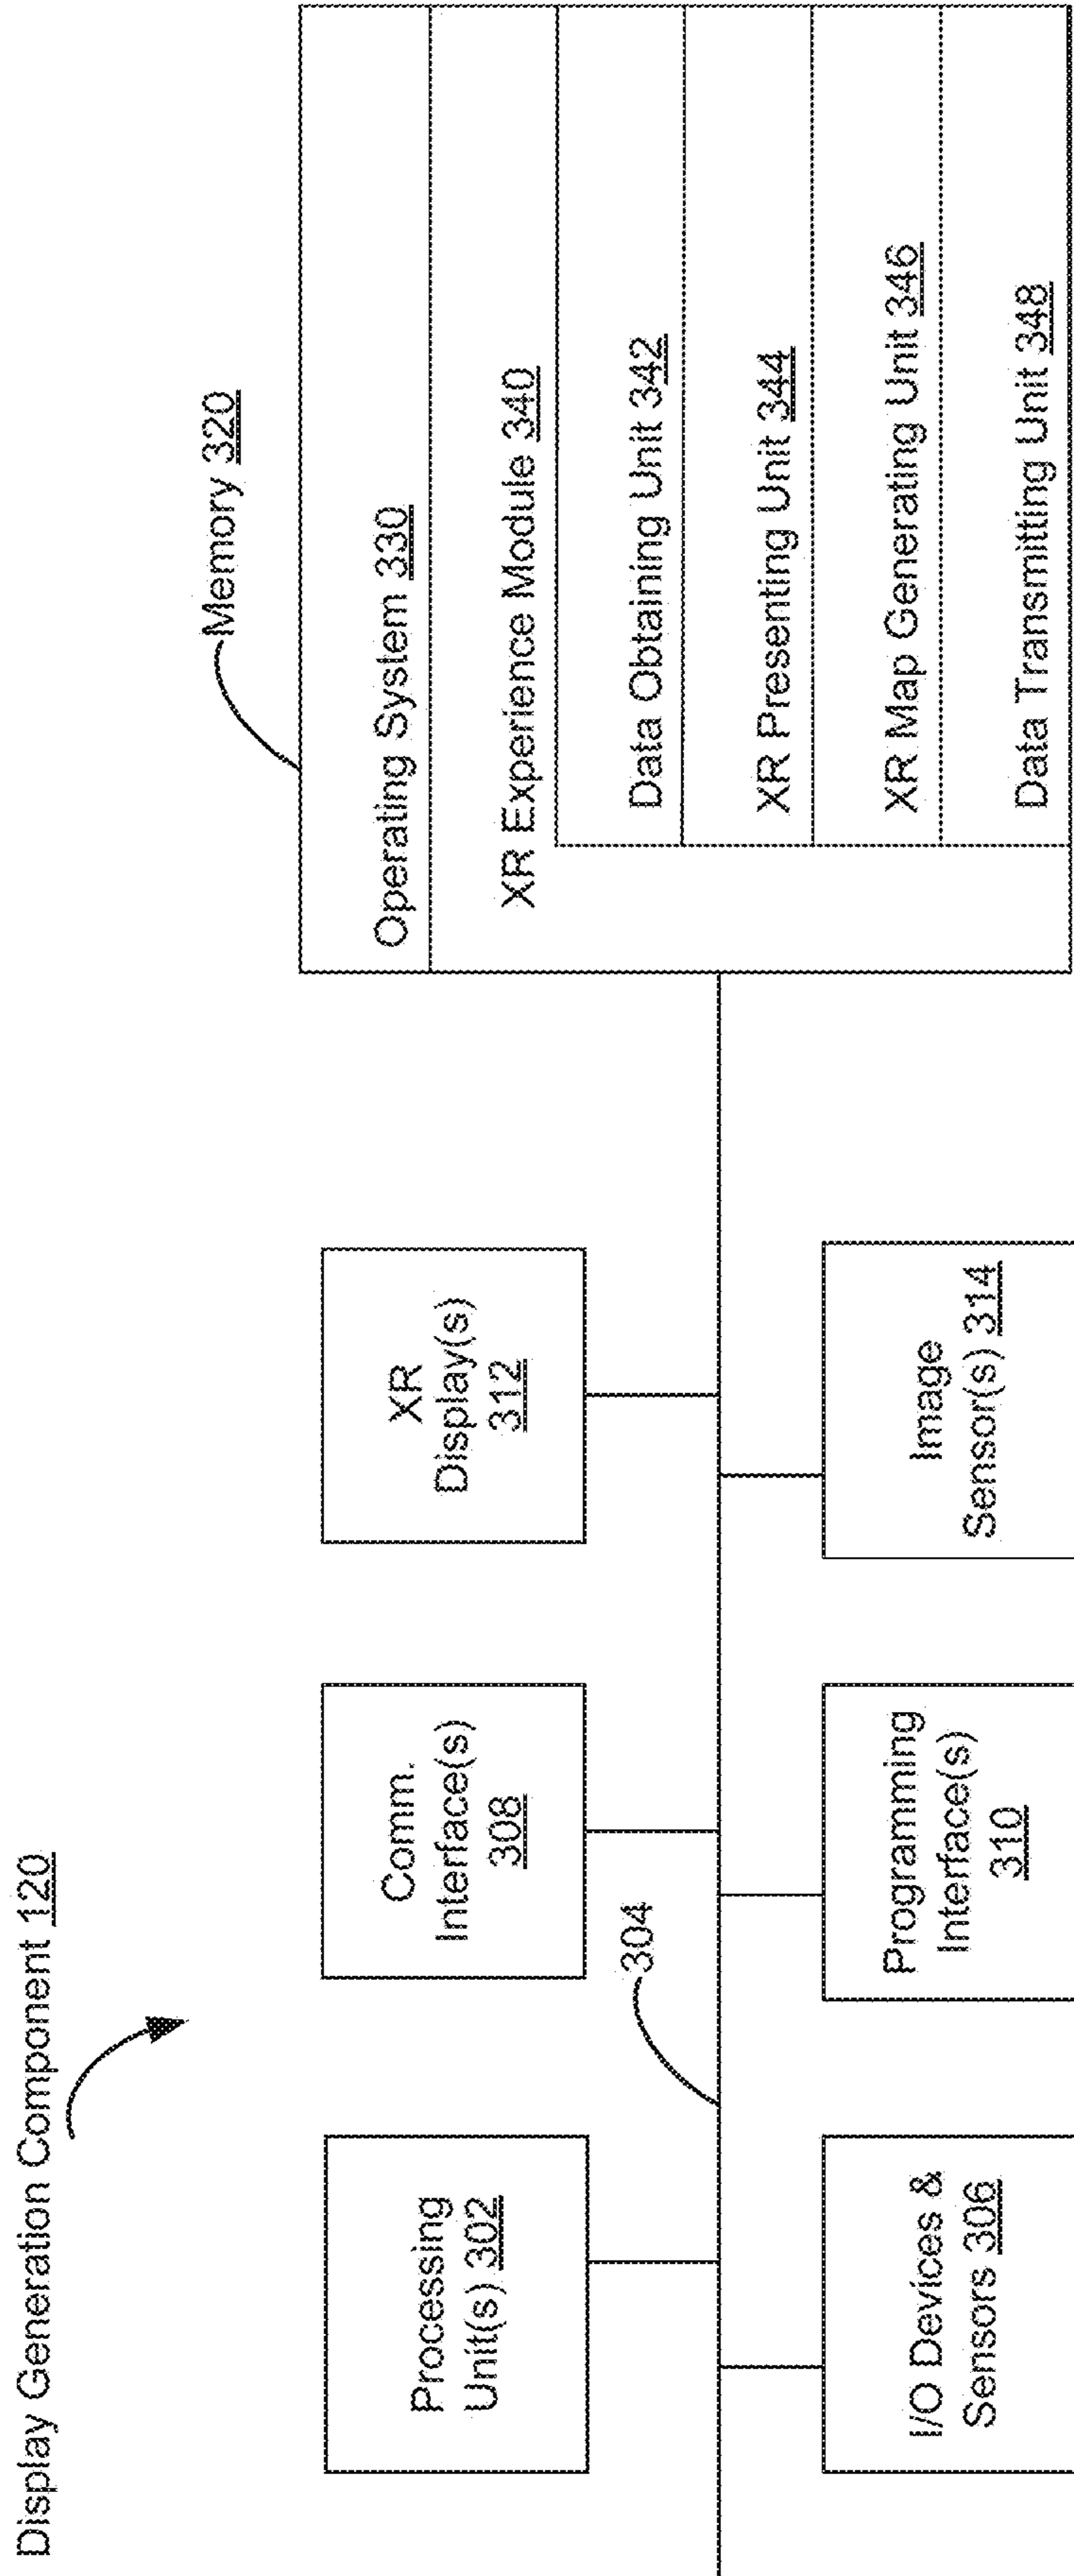 Display Generation Component 120
Memory 320
Processing
Unit(s) 302
Comm.
Interface(s)
308
XR
Display(s)
312
Operating System 330
XR Experience Module 340
Data Obtaining Unit 342
XR Presenting Unit 344
XR Map Generating Unit 346
Data Transmitting Unit 348
304
I/O Devices &
Sensors 306
Programming
Interface(s)
310
Image
Sensor(s) 314